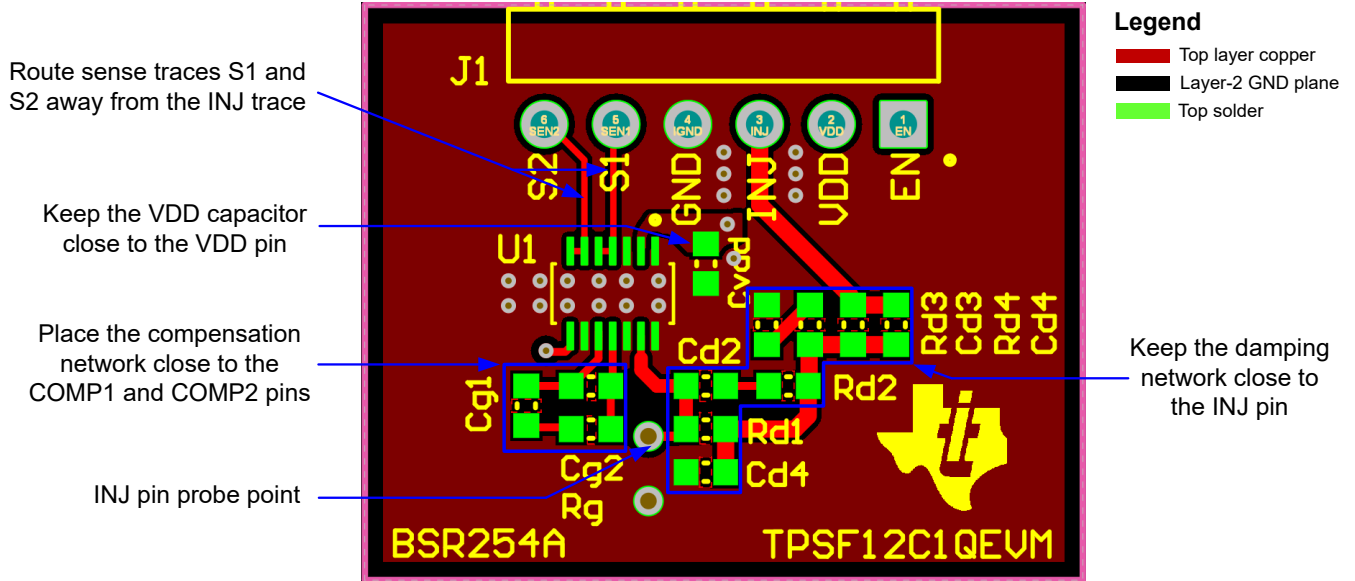 Legend
Top layer copper
Layer-2 GND plane
Top solder
Route sense traces S1 and
S2 away from the INJ trace
Keep the VDD capacitor
close to the VDD pin
Place the compensation
network close to the
COMP1 and COMP2 pins
INJ pin probe point
Keep the damping
network close to
the INJ pin
J1
6
SEN2
5
SEN1
4
IGND
3
INJ
2
VDD
1
EN
S2
S1
GND
INJ
VDD
EN
U1
Cvdd
Rd3
Cd3
Rd4
Cd4
Cd2
Rd2
Cg1
Rd1
Cg2
Cd4
Rg
BSR254A
TPSF12C1QEVM